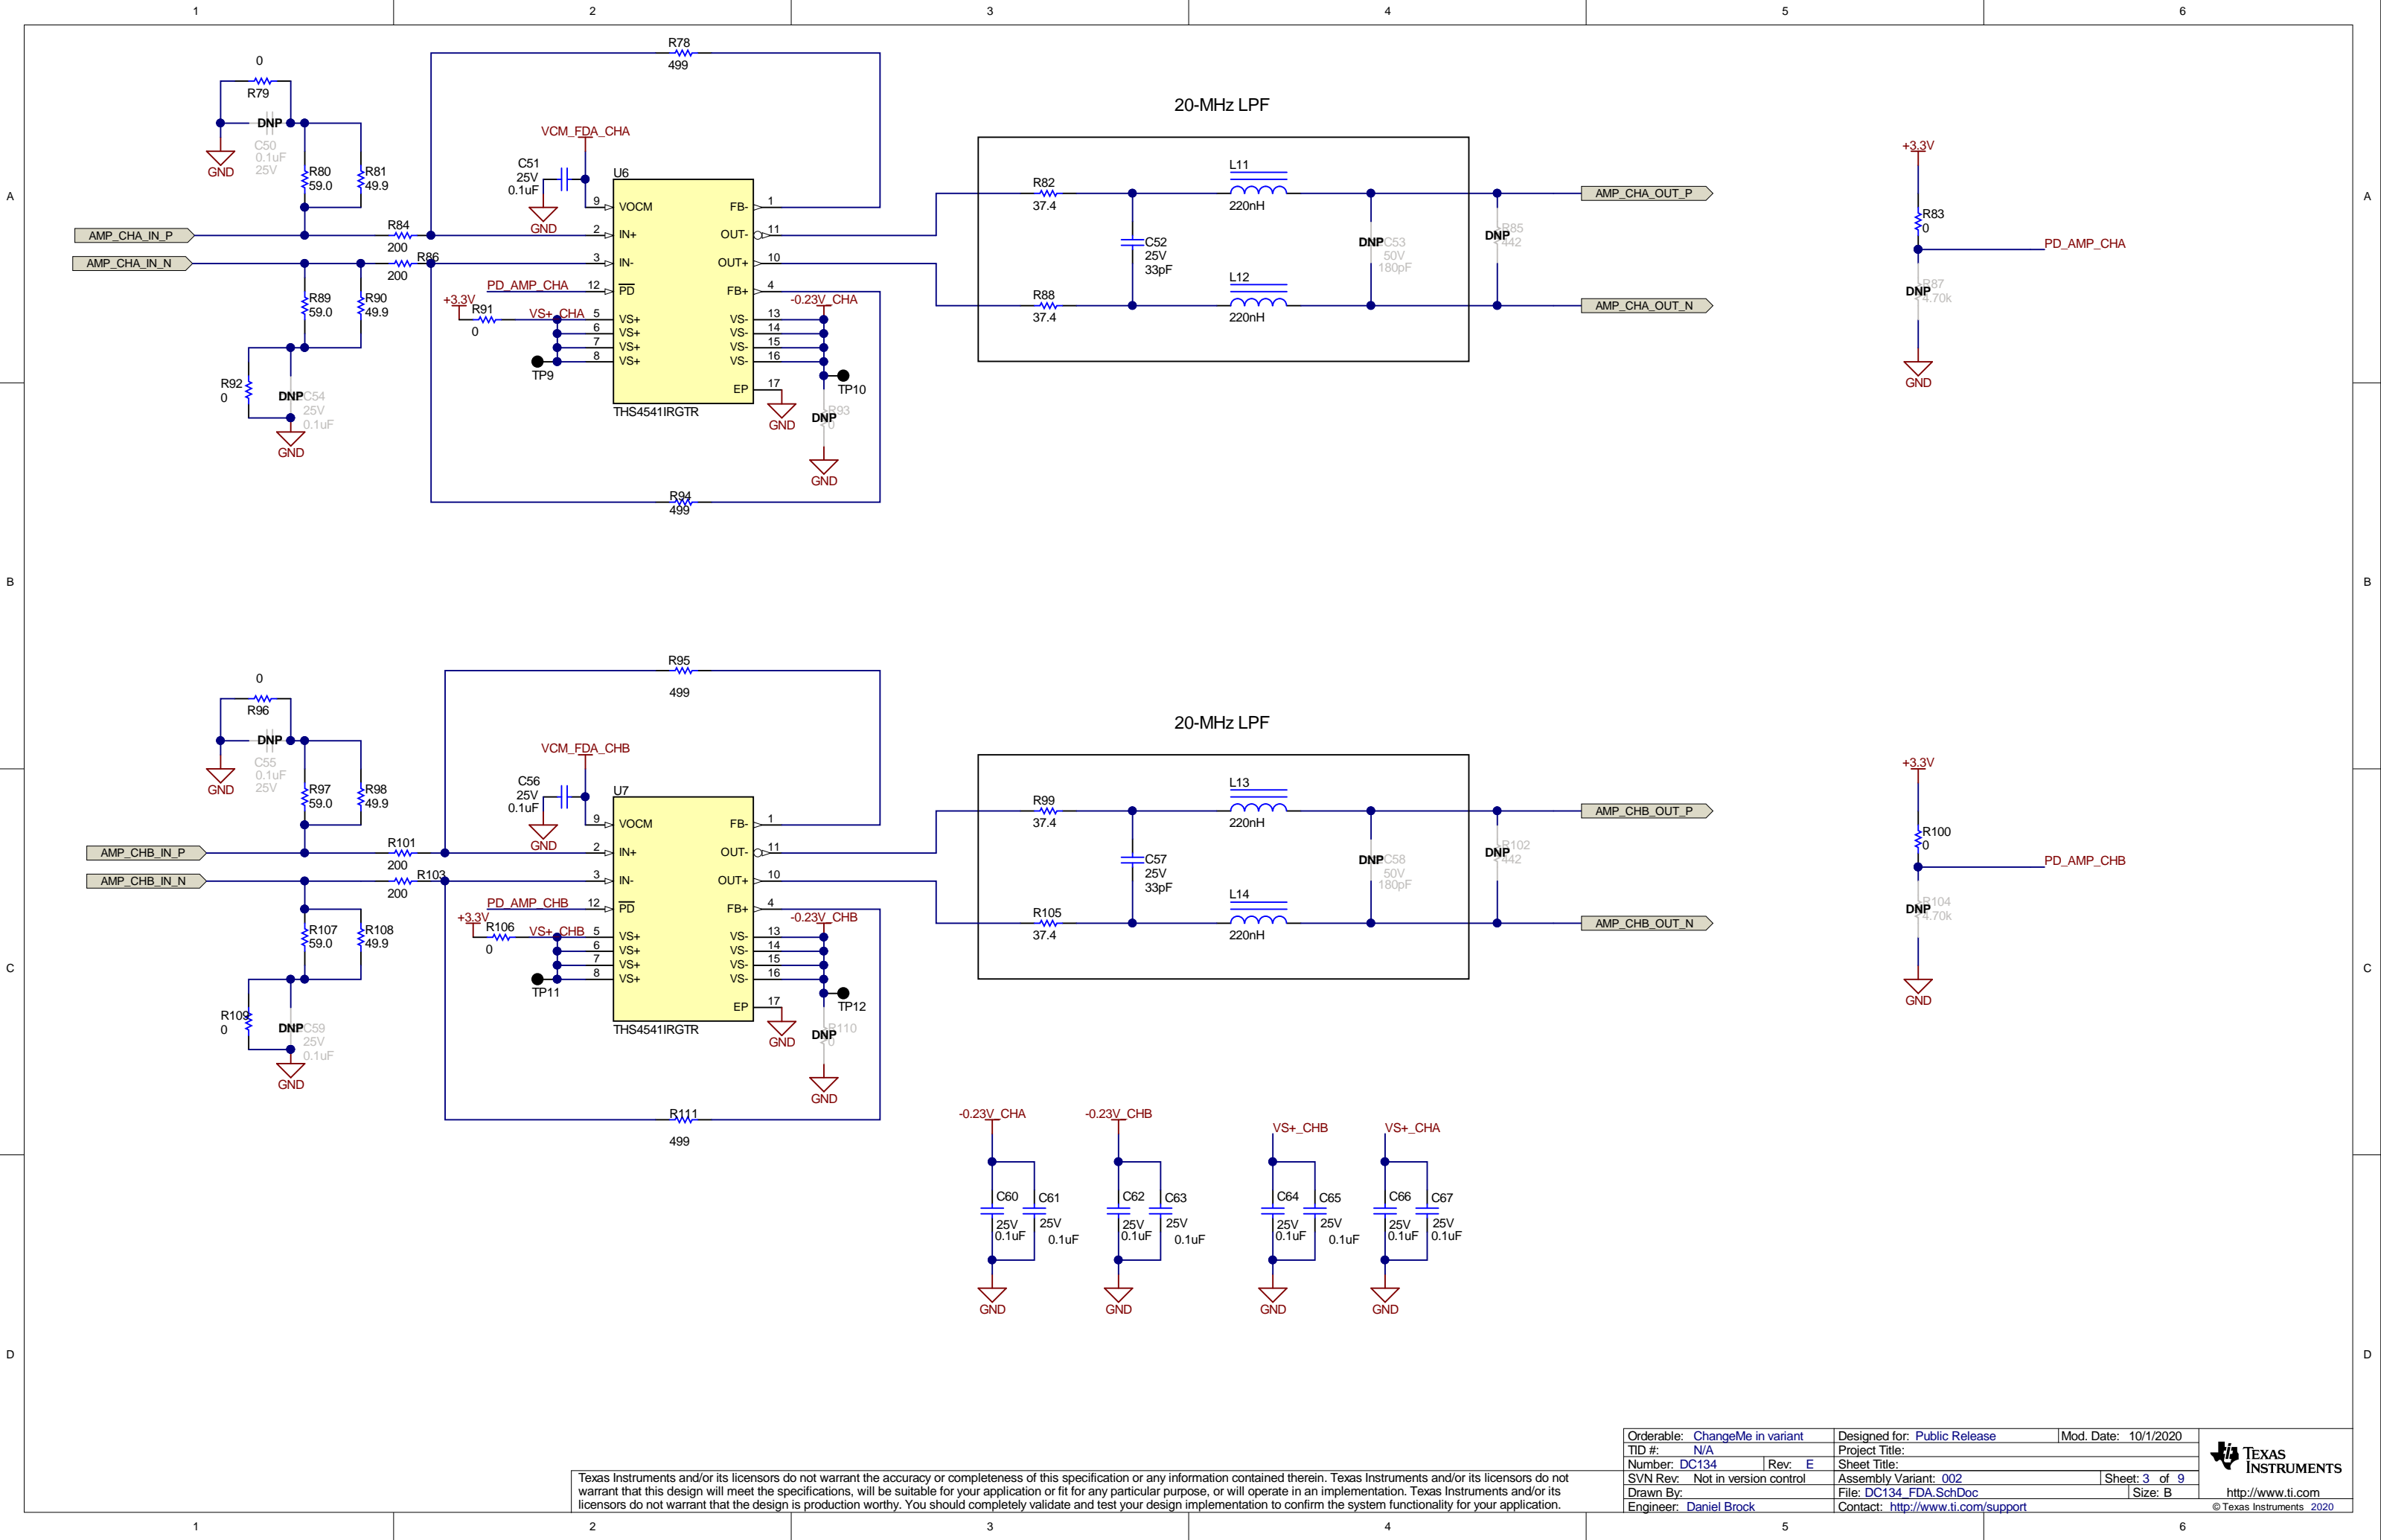 1 2 3 4 5 6
A
B
C
D
A
B
C
D
R78
499
0
R79
DNP
C50
0.1uF
25V
GND
R80
59.0
R81
49.9
VCM_FDA_CHA
C51
25V
0.1uF
GND
U6
9 VOCM
2 IN+
3 IN-
12 PD
5 VS+
6 VS+
7 VS+
8 VS+
FB- 1
OUT- 11
OUT+ 10
FB+ 4
VS- 13
VS- 14
VS- 15
VS- 16
EP 17
THS4541IRGTR
AMP_CHA_IN_P
AMP_CHA_IN_N
R84
200
R86
200
R89
59.0
R90
49.9
R92
0
DNP
C54
25V
0.1uF
GND
PD_AMP_CHA
+3.3V
R91
0
VS+_CHA
TP9
-0.23V_CHA
TP10
GND
DNP
R93
0
GND
R94
499
20-MHz LPF
R82
37.4
R88
37.4
C52
25V
33pF
L11
220nH
L12
220nH
DNP
C53
50V
180pF
DNP
R85
442
AMP_CHA_OUT_P
AMP_CHA_OUT_N
+3.3V
R83
0
PD_AMP_CHA
DNP
R87
4.70k
GND
R95
499
0
R96
DNP
C55
0.1uF
25V
GND
R97
59.0
R98
49.9
VCM_FDA_CHB
C56
25V
0.1uF
GND
U7
9 VOCM
2 IN+
3 IN-
12 PD
5 VS+
6 VS+
7 VS+
8 VS+
FB- 1
OUT- 11
OUT+ 10
FB+ 4
VS- 13
VS- 14
VS- 15
VS- 16
EP 17
THS4541IRGTR
AMP_CHB_IN_P
AMP_CHB_IN_N
R101
200
R103
200
R107
59.0
R108
49.9
R109
0
DNP
C59
25V
0.1uF
GND
PD_AMP_CHB
+3.3V
R106
0
VS+_CHB
TP11
-0.23V_CHB
TP12
GND
DNP
R110
0
GND
R111
499
20-MHz LPF
R99
37.4
R105
37.4
C57
25V
33pF
L13
220nH
L14
220nH
DNP
C58
50V
180pF
DNP
R102
442
AMP_CHB_OUT_P
AMP_CHB_OUT_N
+3.3V
R100
0
PD_AMP_CHB
DNP
R104
4.70k
GND
-0.23V_CHA
C60
25V
0.1uF
C61
25V
0.1uF
GND
-0.23V_CHB
C62
25V
0.1uF
C63
25V
0.1uF
GND
VS+_CHB
C64
25V
0.1uF
C65
25V
0.1uF
GND
VS+_CHA
C66
25V
0.1uF
C67
25V
0.1uF
GND
Texas Instruments and/or its licensors do not warrant the accuracy or completeness of this specification or any information contained therein. Texas Instruments and/or its licensors do not
warrant that this design will meet the specifications, will be suitable for your application or fit for any particular purpose, or will operate in an implementation. Texas Instruments and/or its
licensors do not warrant that the design is production worthy. You should completely validate and test your design implementation to confirm the system functionality for your application.
Orderable: ChangeMe in variant Designed for: Public Release Mod. Date: 10/1/2020
TID #: N/A Project Title:
Number: DC134 Rev: E Sheet Title:
SVN Rev: Not in version control Assembly Variant: 002 Sheet: 3 of 9
Drawn By: File: DC134_FDA.SchDoc Size: B
Engineer: Daniel Brock Contact: http://www.ti.com/support
TEXAS
INSTRUMENTS
http://www.ti.com
© Texas Instruments 2020
1 2 3 4 5 6